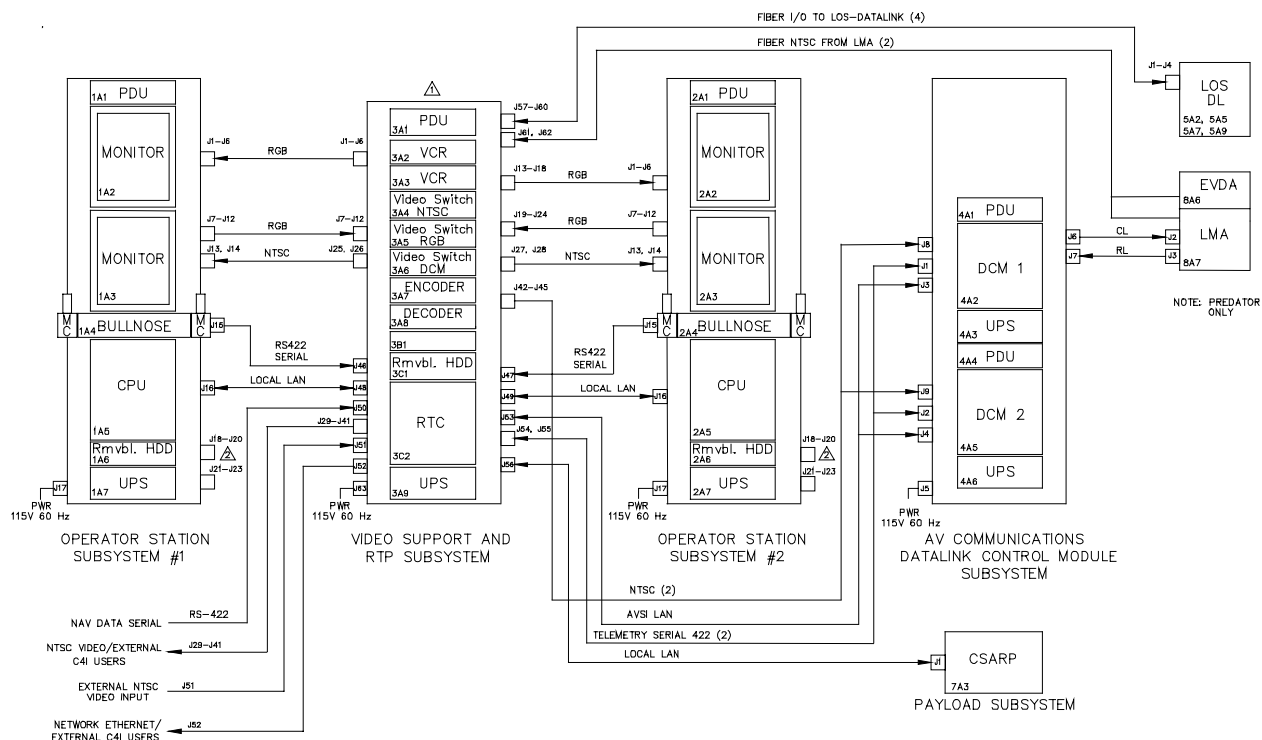 FIBER I/O TO LOS-DATALINK (4)
FIBER NTSC FROM LMA (2)
1A1 PDU
MONITOR
1A2
MONITOR
1A3
MC
1A4 BULLNOSE
MC
CPU
1A5
Rmvbl. HDD
1A6
UPS
1A7
J1-J6
J7-J12
J13, J14
J15
J16
J18-J20
2
J21-J23
J17
PWR
115V 60 Hz
OPERATOR STATION
SUBSYSTEM #1
RGB
RGB
NTSC
RS422
SERIAL
LOCAL LAN
1
J1-J6
J7-J12
J25, J26
J46
J48
J50
J29-J41
J51
J52
J63
PWR
115V 60 Hz
PDU
3A1
VCR
3A2
VCR
3A3
Video Switch
3A4 NTSC
Video Switch
3A5 RGB
Video Switch
3A6 DCM
ENCODER
3A7
DECODER
3A8
3B1
Rmvbl. HDD
3C1
RTC
3C2
UPS
3A9
J57-J60
J61, J62
J13-J18
J19-J24
J27, J28
J42-J45
J47
J49
J53
J54, J55
J56
VIDEO SUPPORT AND
RTP SUBSYSTEM
RGB
RGB
NTSC
RS422
SERIAL
LOCAL LAN
J1-J6
J7-J12
J13, J14
J15
J16
J17
PWR
115V 60 Hz
PDU
2A1
MONITOR
2A2
MONITOR
2A3
MC
2A4 BULLNOSE
MC
CPU
2A5
Rmvbl. HDD
2A6
UPS
2A7
J18-J20
2
J21-J23
OPERATOR STATION
SUBSYSTEM #2
J8
J1
J3
J9
J2
J4
J5
PWR
115V 60 Hz
4A1 PDU
DCM 1
4A2
UPS
4A3
PDU
4A4
DCM 2
4A5
UPS
4A6
J6
J7
AV COMMUNICATIONS
DATALINK CONTROL MODULE
SUBSYSTEM
CL
RL
J1-J4
LOS
DL
5A2, 5A5
5A7, 5A9
EVDA
8A6
J2
J3
LMA
8A7
NOTE: PREDATOR
ONLY
NTSC (2)
AVSI LAN
TELEMETRY SERIAL 422 (2)
LOCAL LAN
J1
CSARP
7A3
PAYLOAD SUBSYSTEM
NAV DATA SERIAL
RS-422
NTSC VIDEO/EXTERNAL
C4I USERS
J29-J41
EXTERNAL NTSC
VIDEO INPUT
J51
NETWORK ETHERNET/
EXTERNAL C4I USERS
J52